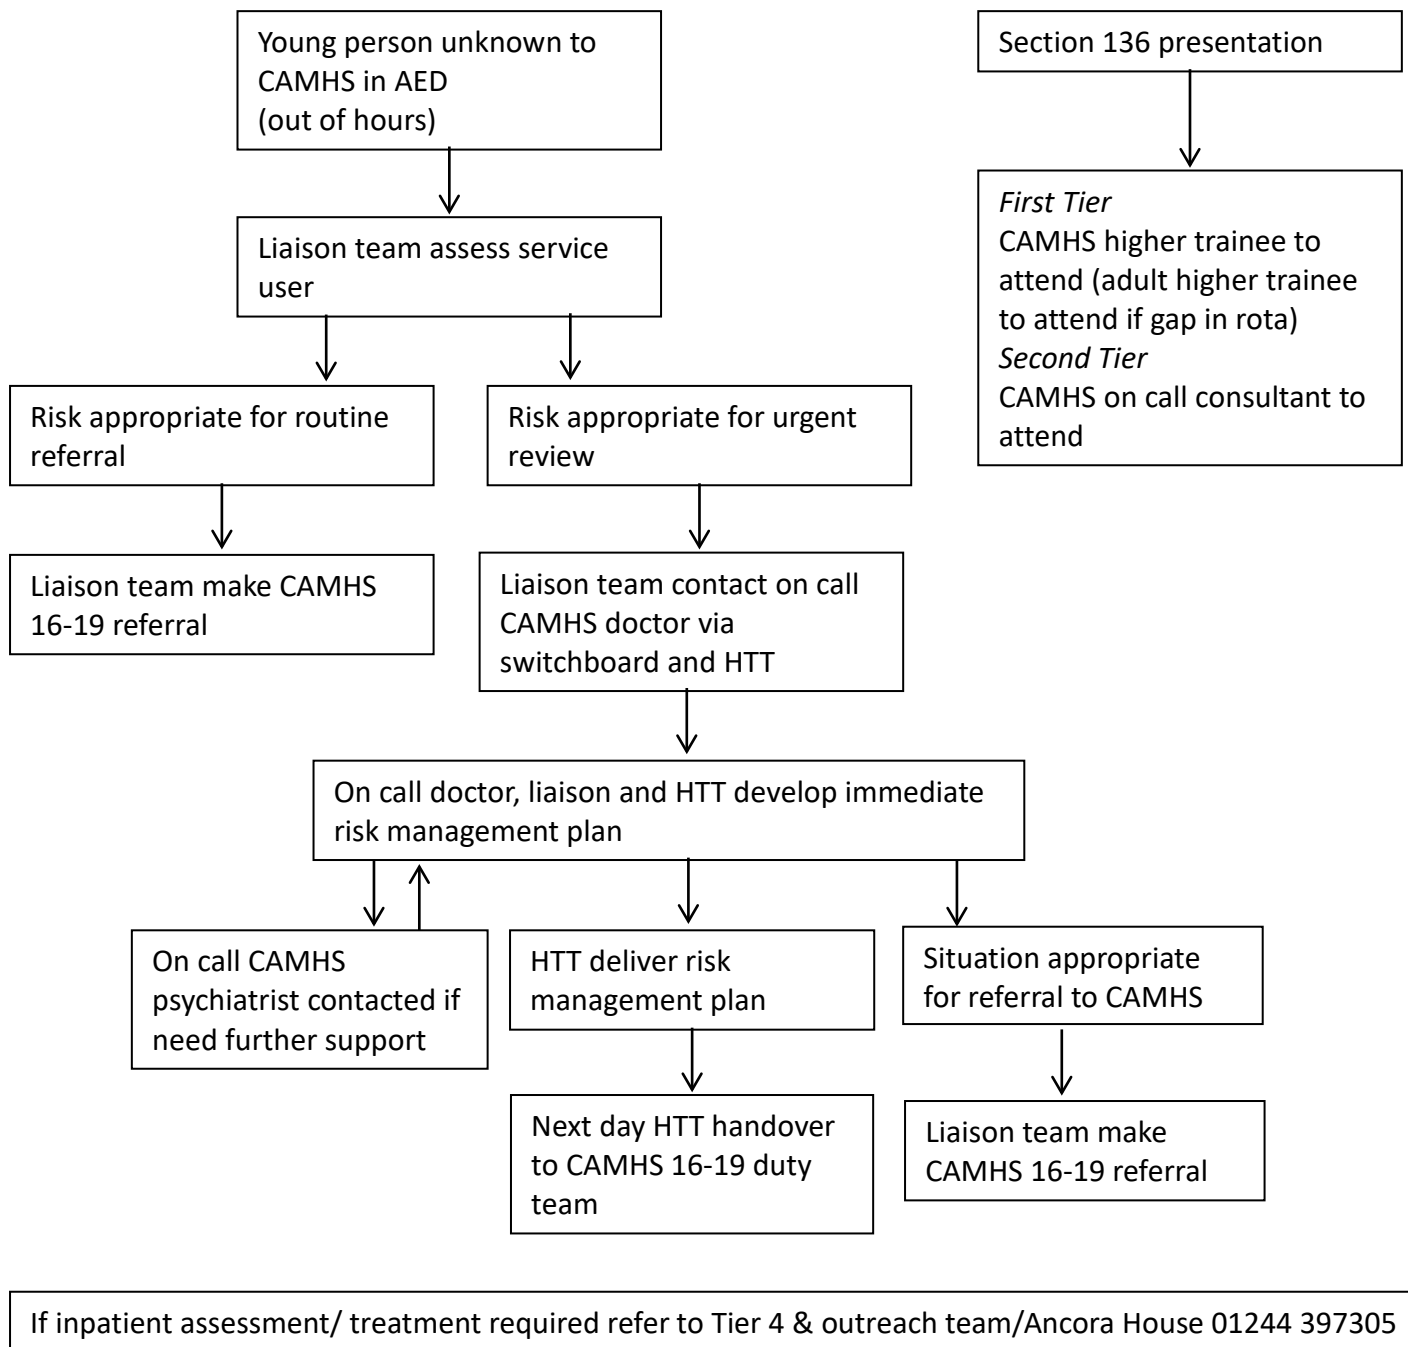 Young person unknown to
CAMHS in AED
(out of hours)
Section 136 presentation
Liaison team assess service
user
First Tier
CAMHS higher trainee to
attend (adult higher trainee
to attend if gap in rota)
Second Tier
CAMHS on call consultant to
attend
Risk appropriate for routine
referral
Risk appropriate for urgent
review
Liaison team make CAMHS
16-19 referral
Liaison team contact on call
CAMHS doctor via
switchboard and HTT
On call doctor, liaison and HTT develop immediate
risk management plan
On call CAMHS
psychiatrist contacted if
need further support
HTT deliver risk
management plan
Situation appropriate
for referral to CAMHS
Next day HTT handover
to CAMHS 16-19 duty
team
Liaison team make
CAMHS 16-19 referral
If inpatient assessment/ treatment required refer to Tier 4 & outreach team/Ancora House 01244 397305